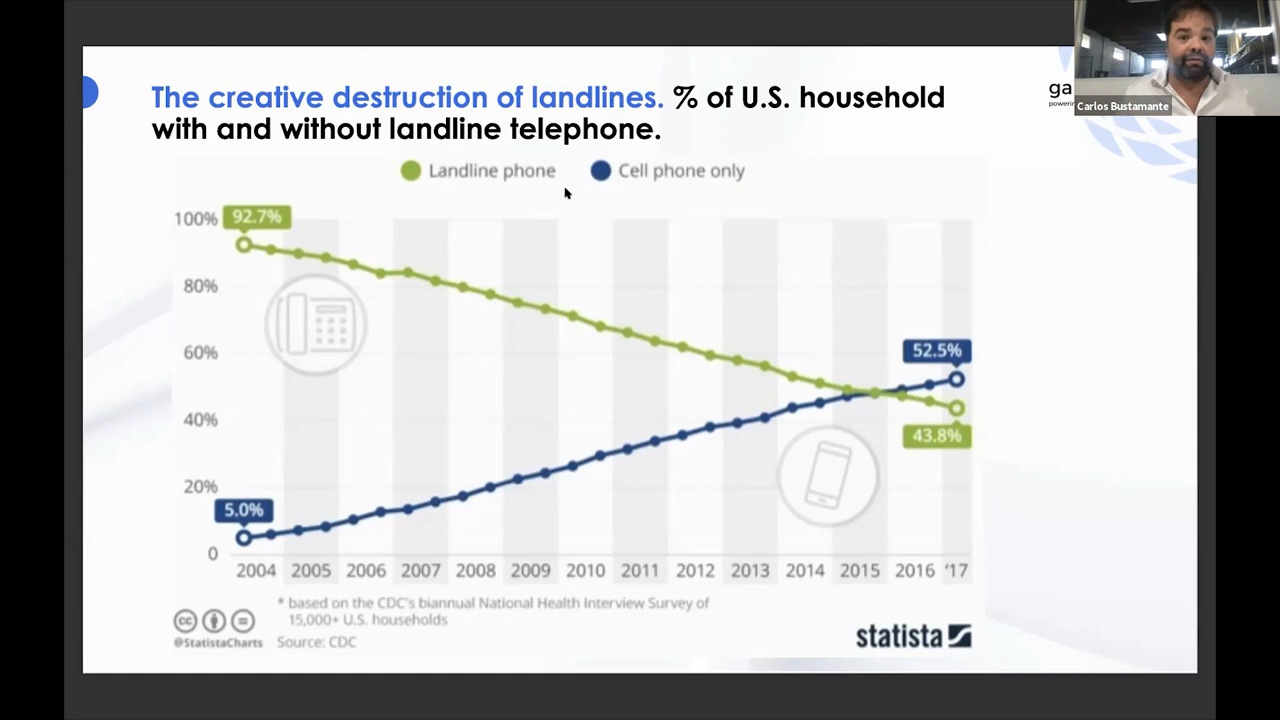 The creative destruction of landlines. % of U.S. household
with and without landline telephone.
ga
Carlos Bustamante
Landline phone
Cell phone only
100%
80%
60%
40%
20%
0
92.7%
5.0%
52.5%
43.8%
2004 2005 2006 2007 2008 2009 2010 2011 2012 2013 2014 2015 2016 '17
* based on the CDC's biannual National Health Interview Survey of
15,000+ U.S. households
cc
@StatistaCharts
Source: CDC
statista